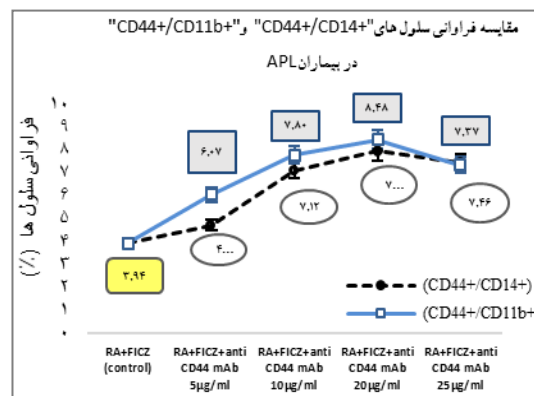 مقایسه فراوانی سلول های"CD44+/CD14+" و"CD44+/CD11b+"
در بیماران APL
فراوانی سلول ها (%)
۱۰
۹
۸
۷
۶
۵
۴
۳
۲
۱
۰
۳,۹۴
۶,۰۷
۷,۸۰
۸,۴۸
۷,۳۷
۴...
۷,۱۲
۷...
۷,۴۶
(CD44+/CD14+)
(CD44+/CD11b+
RA+FICZ
(control)
RA+FICZ+anti
CD44 mAb
5µg/ml
RA+FICZ+anti
CD44 mAb
10µg/ml
RA+FICZ+anti
CD44 mAb
20µg/ml
RA+FICZ+anti
CD44 mAb
25µg/ml